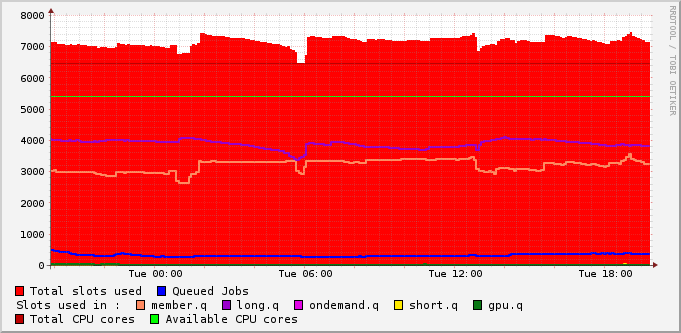 8000
7000
6000
5000
4000
3000
2000
1000
0
Tue 00:00 Tue 06:00 Tue 12:00 Tue 18:00
RRDTOOL / TOBI OETIKER
Total slots used Queued Jobs
Slots used in : member.q long.q ondemand.q short.q gpu.q
Total CPU cores Available CPU cores